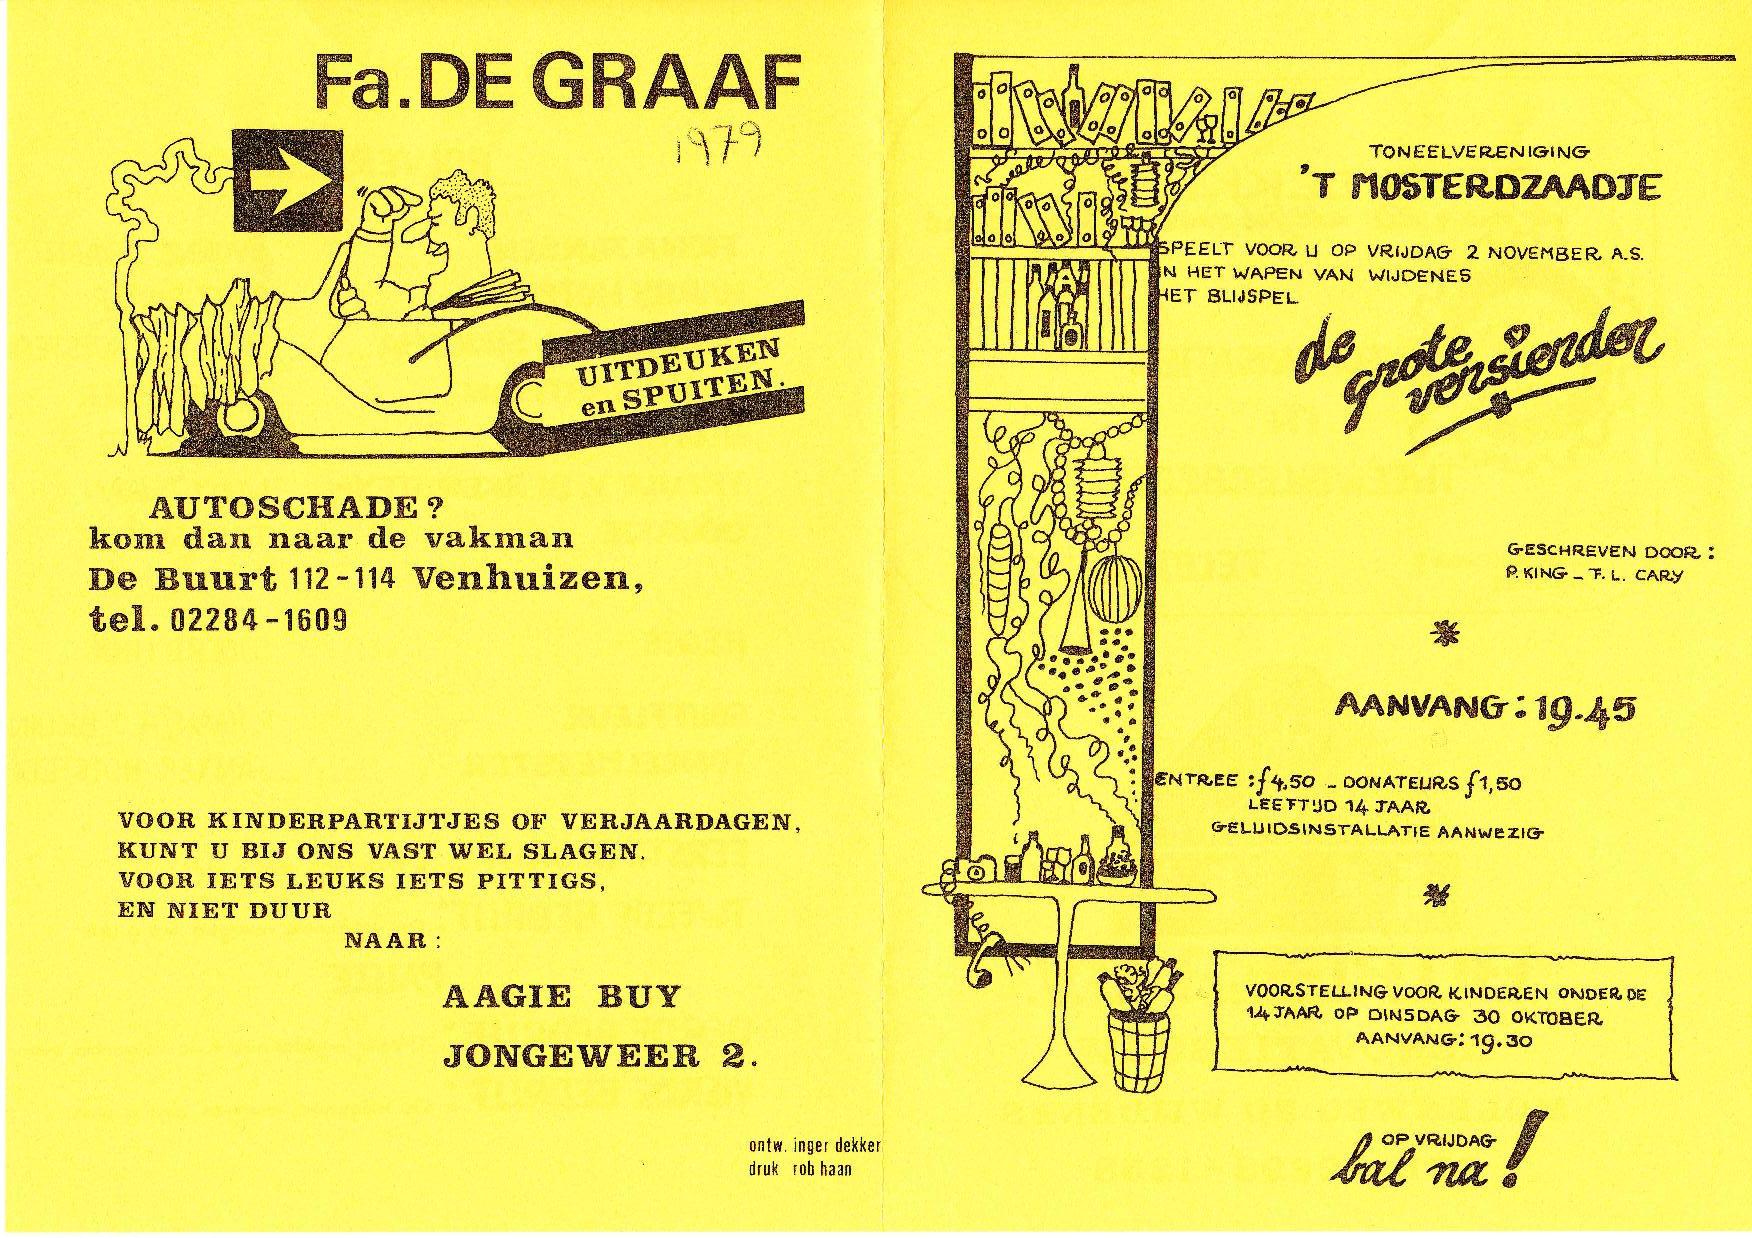 Fa. DE GRAAF
1979
UITDEUKEN
en SPUITEN.
AUTOSCHADE ?
kom dan naar de vakman
De Buurt 112-114 Venhuizen,
tel. 02284-1609
VOOR KINDERPARTIJTJES OF VERJAARDAGEN,
KUNT U BIJ ONS VAST WEL SLAGEN.
VOOR IETS LEUKS IETS PITTIGS,
EN NIET DUUR
NAAR :
AAGIE BUY
JONGEWEER 2.
ontw. inger dekker
druk rob haan
TONEELVERENIGING
'T MOSTERDZAADJE
SPEELT VOOR U OP VRIJDAG 2 NOVEMBER A.S.
IN HET WAPEN VAN WIJDENES
HET BLIJSPEL
de
grote
versierder
GESCHREVEN DOOR :
P. KING - F. L. CARY
AANVANG : 19.45
ENTREE : f 4,50 - DONATEURS f 1,50
LEEFTIJD 14 JAAR
GELUIDSINSTALLATIE AANWEZIG
VOORSTELLING VOOR KINDEREN ONDER DE
14 JAAR OP DINSDAG 30 OKTOBER
AANVANG : 19.30
OP VRIJDAG
bal na!